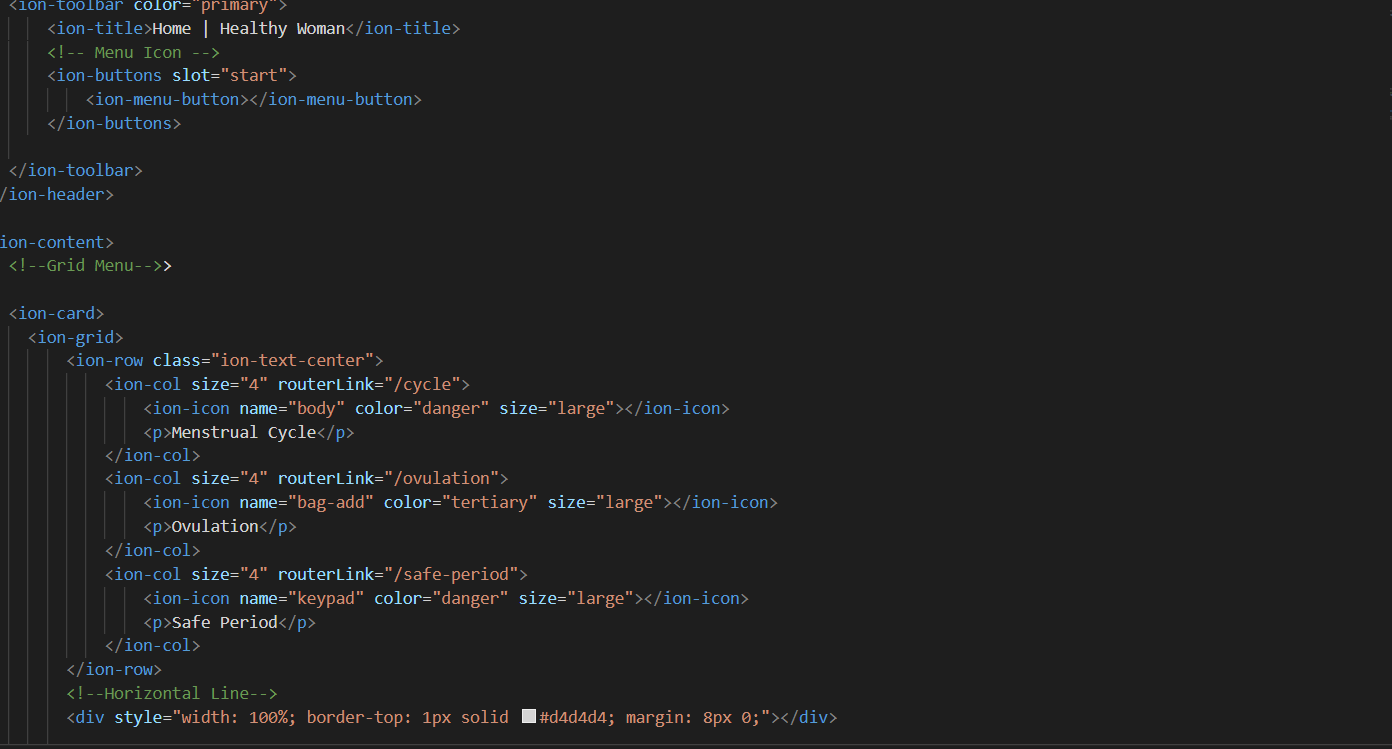 <ion-toolbar color="primary">
<ion-title>Home | Healthy Woman</ion-title>
<!-- Menu Icon -->
<ion-buttons slot="start">
<ion-menu-button></ion-menu-button>
</ion-buttons>
</ion-toolbar>
/ion-header>
ion-content>
<!--Grid Menu-->>
<ion-card>
<ion-grid>
<ion-row class="ion-text-center">
<ion-col size="4" routerLink="/cycle">
<ion-icon name="body" color="danger" size="large"></ion-icon>
<p>Menstrual Cycle</p>
</ion-col>
<ion-col size="4" routerLink="/ovulation">
<ion-icon name="bag-add" color="tertiary" size="large"></ion-icon>
<p>Ovulation</p>
</ion-col>
<ion-col size="4" routerLink="/safe-period">
<ion-icon name="keypad" color="danger" size="large"></ion-icon>
<p>Safe Period</p>
</ion-col>
</ion-row>
<!--Horizontal Line-->
<div style="width: 100%; border-top: 1px solid #d4d4d4; margin: 8px 0;"></div>